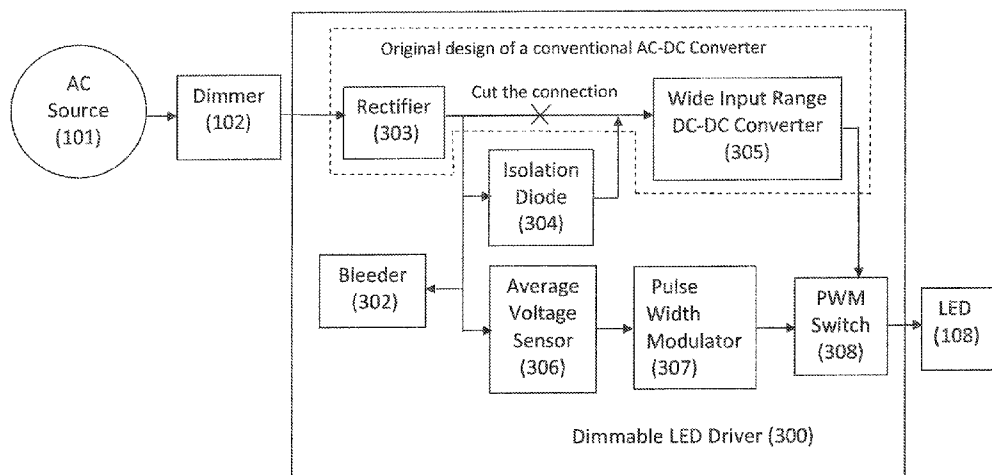 Original design of a conventional AC-DC Converter
AC
Source
(101)
Dimmer
(102)
Rectifier
(303)
Cut the connection
Wide Input Range
DC-DC Converter
(305)
Isolation
Diode
(304)
Bleeder
(302)
Average
Voltage
Sensor
(306)
Pulse
Width
Modulator
(307)
PWM
Switch
(308)
LED
(108)
Dimmable LED Driver (300)